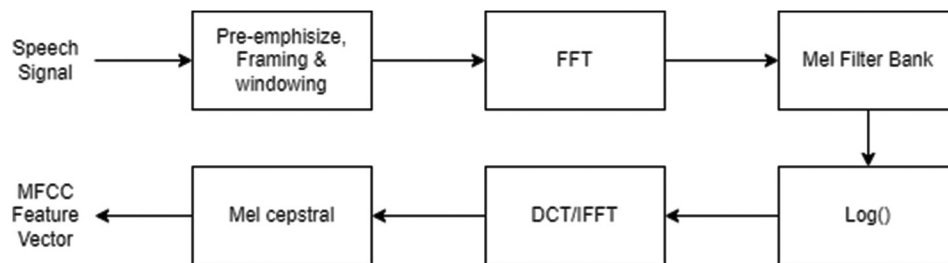 Speech
Signal
Pre-emphisize,
Framing &
windowing
FFT
Mel Filter Bank
Log()
DCT/IFFT
Mel cepstral
MFCC
Feature
Vector